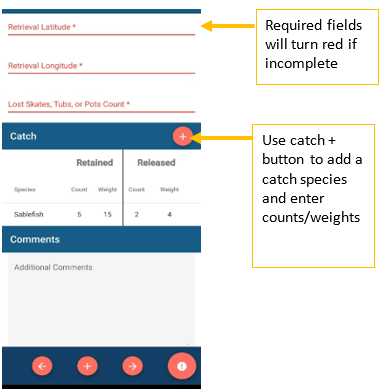 Retrieval Latitude *
Required fields
will turn red if
incomplete
Retrieval Longitude *
Lost Skates, Tubs, or Pots Count *
Catch +
Use catch +
button to add a
catch species
and enter
counts/weights
Retained Released
Species Count Weight Count Weight
Sablefish 5 15 2 4
Comments
Additional Comments